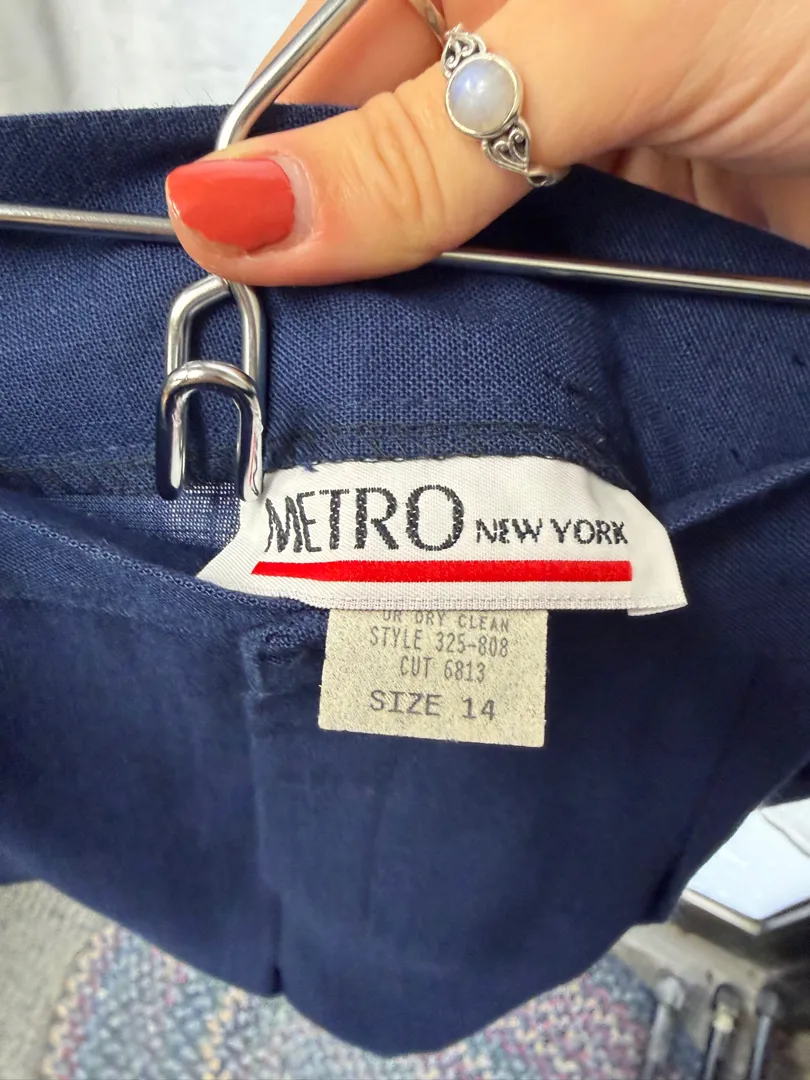 METRO NEW YORK
OR DRY CLEAN
STYLE 325-808
CUT 6813
SIZE 14